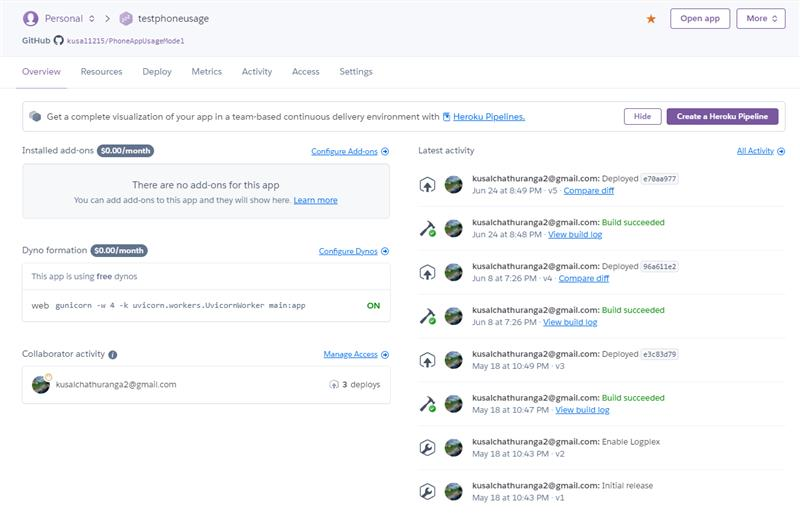 Personal
testphoneusage
Open app
More
GitHub kusal1215/PhoneAppUsageModel
Overview
Resources
Deploy
Metrics
Activity
Access
Settings
Get a complete visualization of your app in a team-based continuous delivery environment with Heroku Pipelines.
Hide
Create a Heroku Pipeline
Installed add-ons $0.00/month
Configure Add-ons
There are no add-ons for this app
You can add add-ons to this app and they will show here. Learn more
Dyno formation $0.00/month
Configure Dynos
This app is using free dynos
web gunicorn -w 4 -k uvicorn.workers.UvicornWorker main:app
ON
Collaborator activity
Manage Access
kusalchathuranga2@gmail.com
3 deploys
Latest activity
All Activity
kusalchathuranga2@gmail.com: Deployed e70aa977
Jun 24 at 8:49 PM · v5 · Compare diff
kusalchathuranga2@gmail.com: Build succeeded
Jun 24 at 8:48 PM · View build log
kusalchathuranga2@gmail.com: Deployed 96a611e2
Jun 8 at 7:26 PM · v4 · Compare diff
kusalchathuranga2@gmail.com: Build succeeded
Jun 8 at 7:26 PM · View build log
kusalchathuranga2@gmail.com: Deployed e3c83d79
May 18 at 10:49 PM · v3
kusalchathuranga2@gmail.com: Build succeeded
May 18 at 10:47 PM · View build log
kusalchathuranga2@gmail.com: Enable Logplex
May 18 at 10:43 PM · v2
kusalchathuranga2@gmail.com: Initial release
May 18 at 10:43 PM · v1